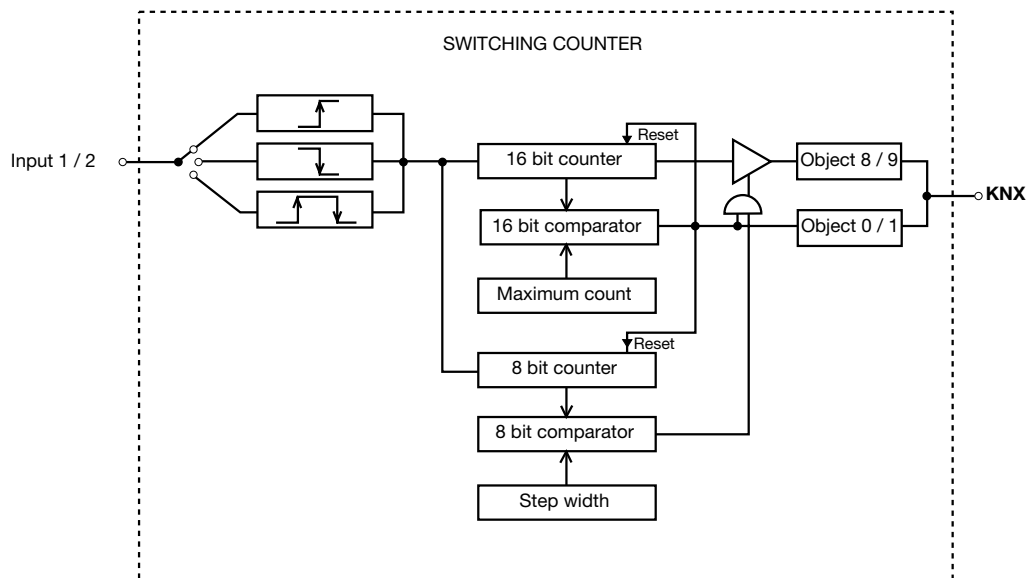 SWITCHING COUNTER
Input 1 / 2
Reset
16 bit counter
Object 8 / 9
KNX
16 bit comparator
Object 0 / 1
Maximum count
Reset
8 bit counter
8 bit comparator
Step width